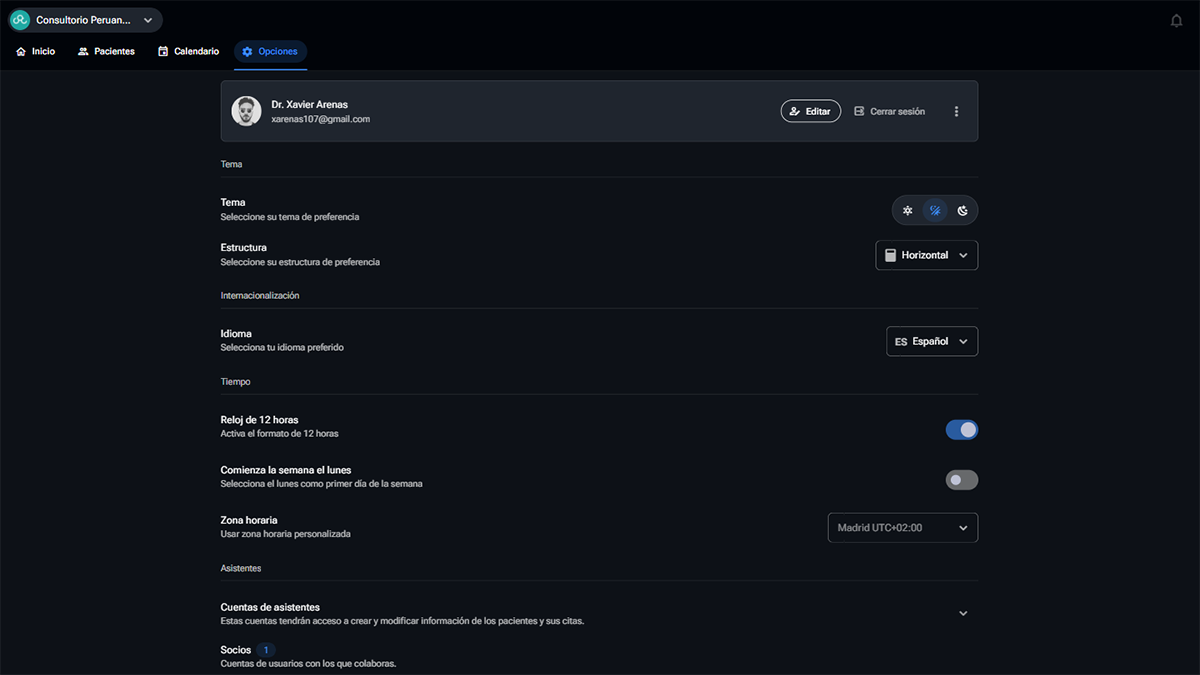 Consultorio Peruan...
Inicio
Pacientes
Calendario
Opciones
Dr. Xavier Arenas
xarenas107@gmail.com
Editar
Cerrar sesión
Tema
Tema
Seleccione su tema de preferencia
Estructura
Seleccione su estructura de preferencia
Horizontal
Internacionalización
Idioma
Selecciona tu idioma preferido
ES Español
Tiempo
Reloj de 12 horas
Activa el formato de 12 horas
Comienza la semana el lunes
Selecciona el lunes como primer día de la semana
Zona horaria
Usar zona horaria personalizada
Madrid UTC+02:00
Asistentes
Cuentas de asistentes
Estas cuentas tendrán acceso a crear y modificar información de los pacientes y sus citas.
Socios 1
Cuentas de usuarios con los que colaboras.